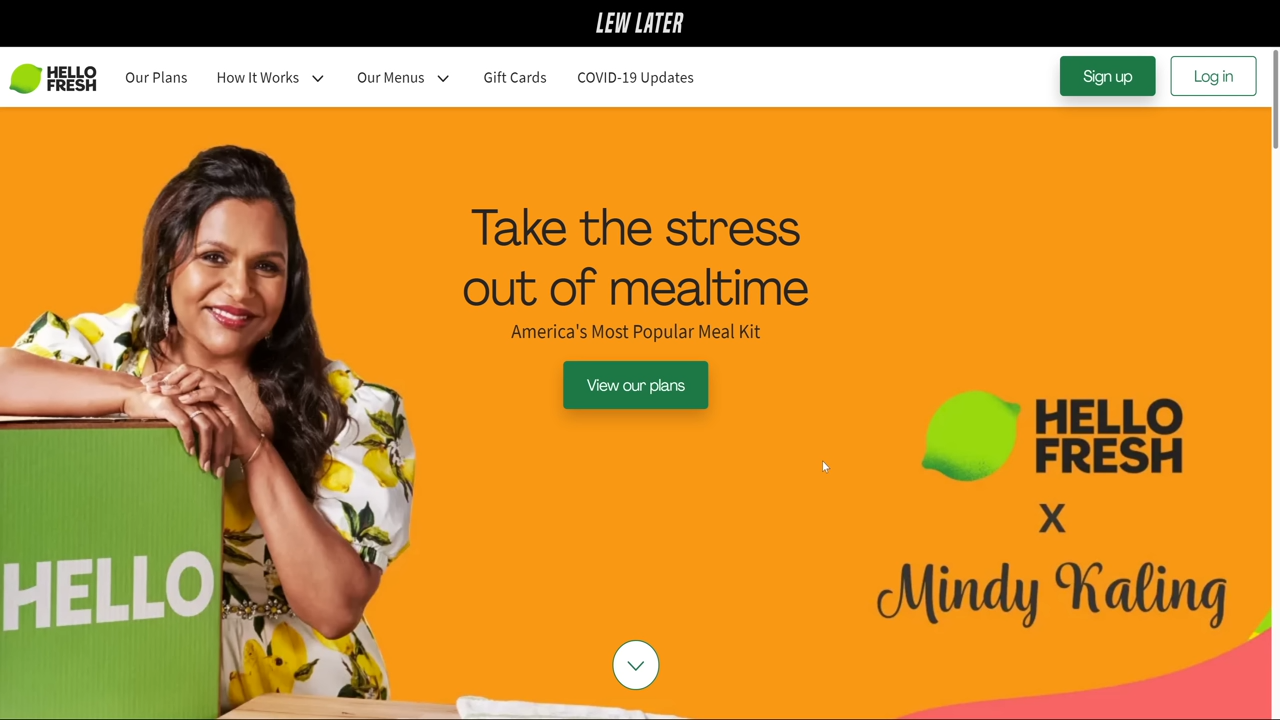 LEW LATER
HELLO
FRESH
Our Plans
How It Works
Our Menus
Gift Cards
COVID-19 Updates
Sign up
Log in
Take the stress
out of mealtime
America's Most Popular Meal Kit
View our plans
HELLO
FRESH
X
Mindy Kaling
HELLO